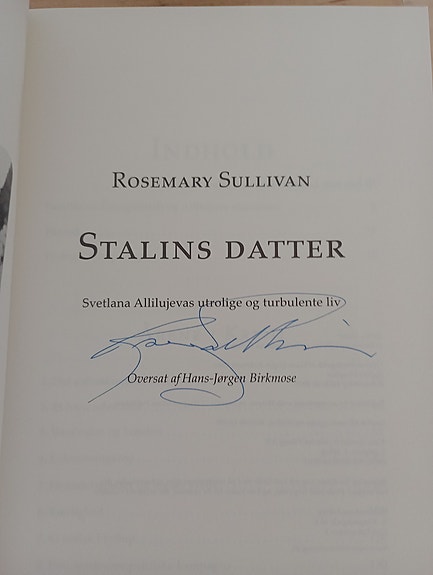 ROSEMARY SULLIVAN
STALINS DATTER
Svetlana Allilujevas utrolige og turbulente liv
Oversat af Hans-Jørgen Birkmose